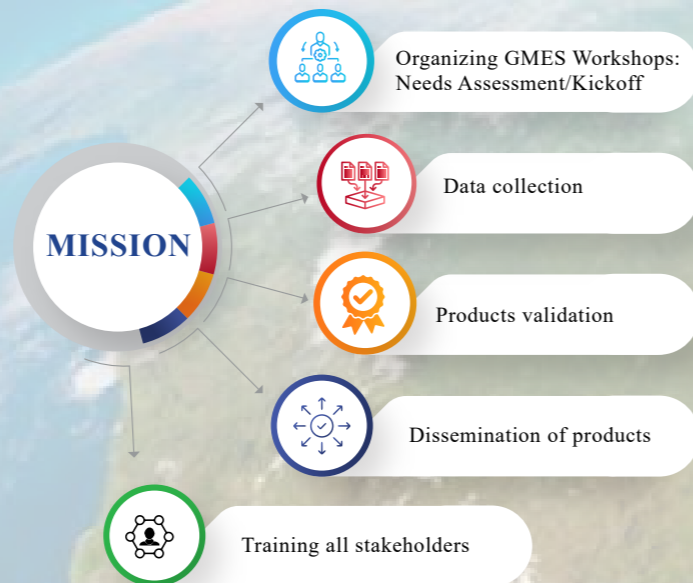 MISSION
Organizing GMES Workshops:
Needs Assessment/Kickoff
Data collection
Products validation
Dissemination of products
Training all stakeholders